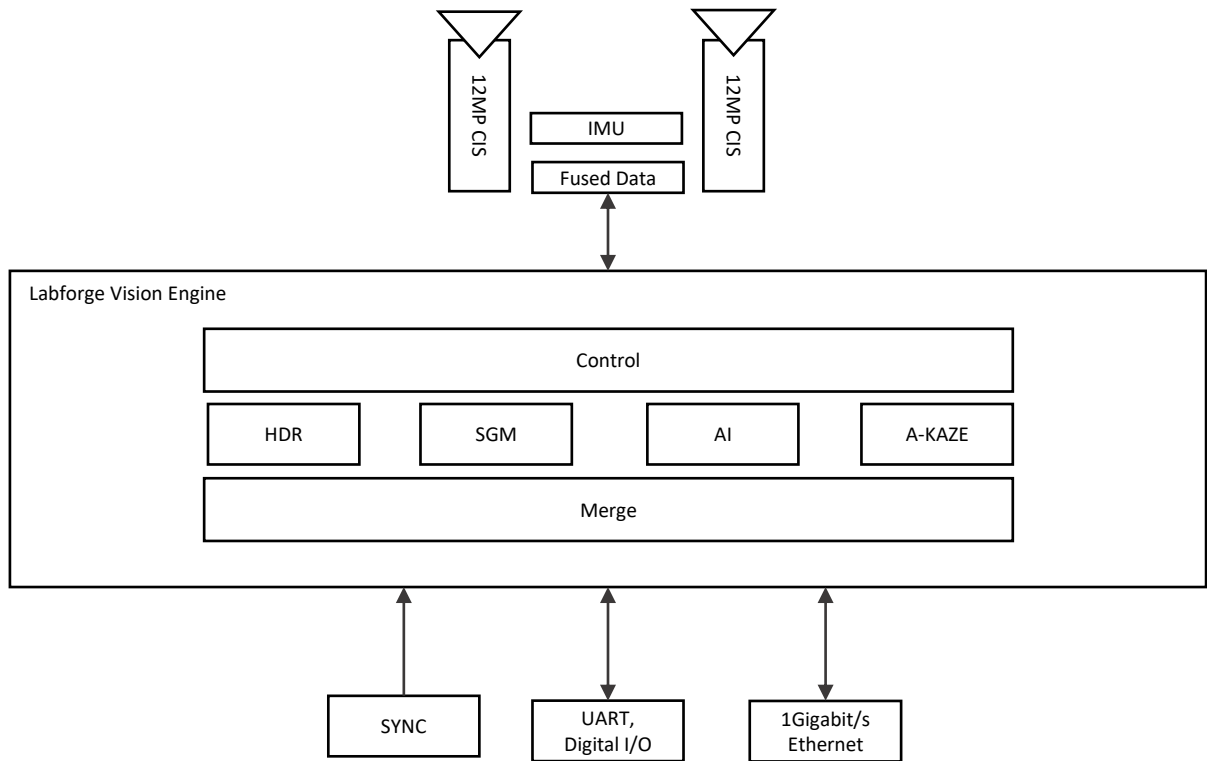 12MP CIS
12MP CIS
IMU
Fused Data
Labforge Vision Engine
Control
HDR
SGM
AI
A-KAZE
Merge
SYNC
UART,
Digital I/O
1Gigabit/s
Ethernet